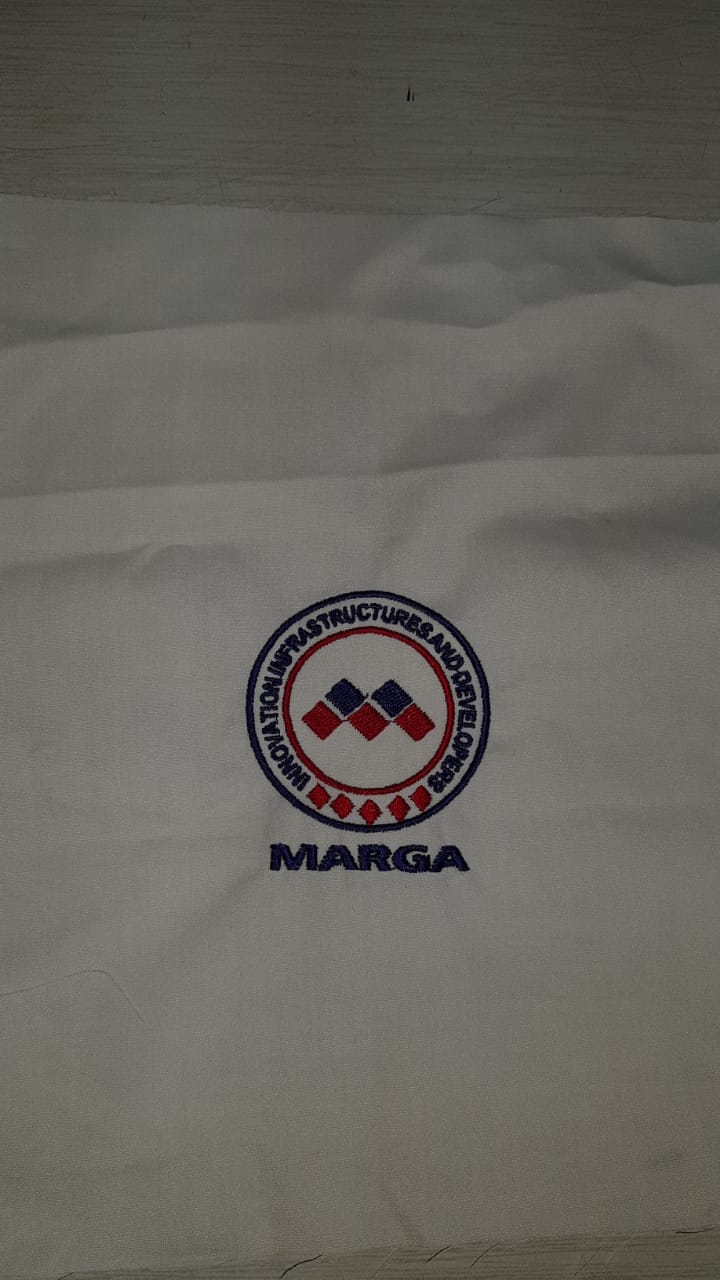 INNOVATION INFRASTRUCTURES AND DEVELOPERS
MARGA